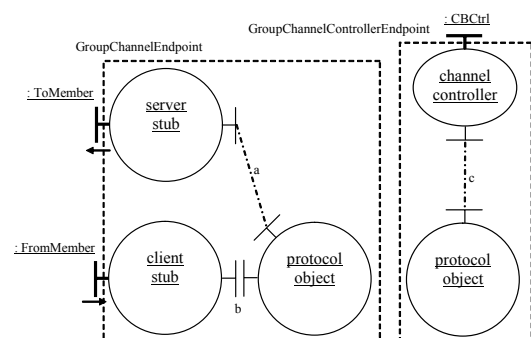 : CBCtrl
GroupChannelControllerEndpoint
GroupChannelEndpoint
channel
controller
: ToMember
server
stub
a
c
: FromMember
client
stub
protocol
object
protocol
object
b